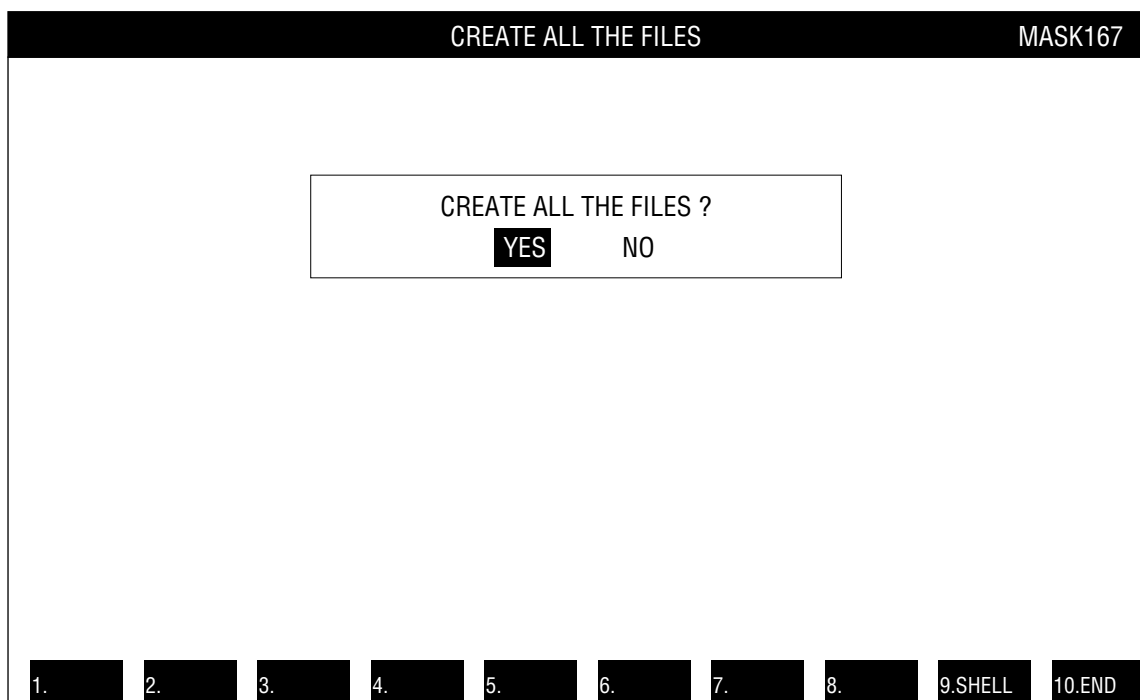 CREATE ALL THE FILES MASK167
CREATE ALL THE FILES ?
YES NO
1. 2. 3. 4. 5. 6. 7. 8. 9.SHELL 10.END